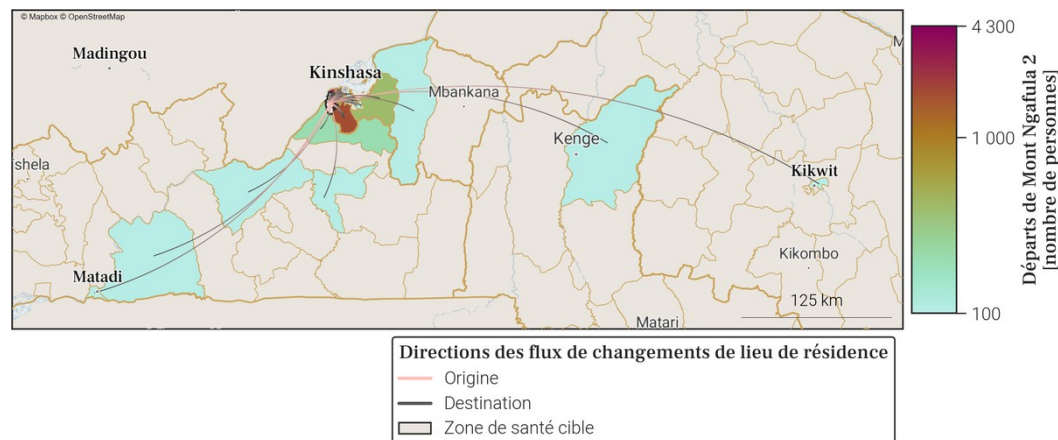 © Mapbox © OpenStreetMap
Madingou
Kinshasa
Mbankana
M
shela
Kenge
Kikwit
Kikombo
Matadi
125 km
Matari
4 300
1 000
100
Départs de Mont Ngafula 2
[nombre de personnes]
Directions des flux de changements de lieu de résidence
Origine
Destination
Zone de santé cible